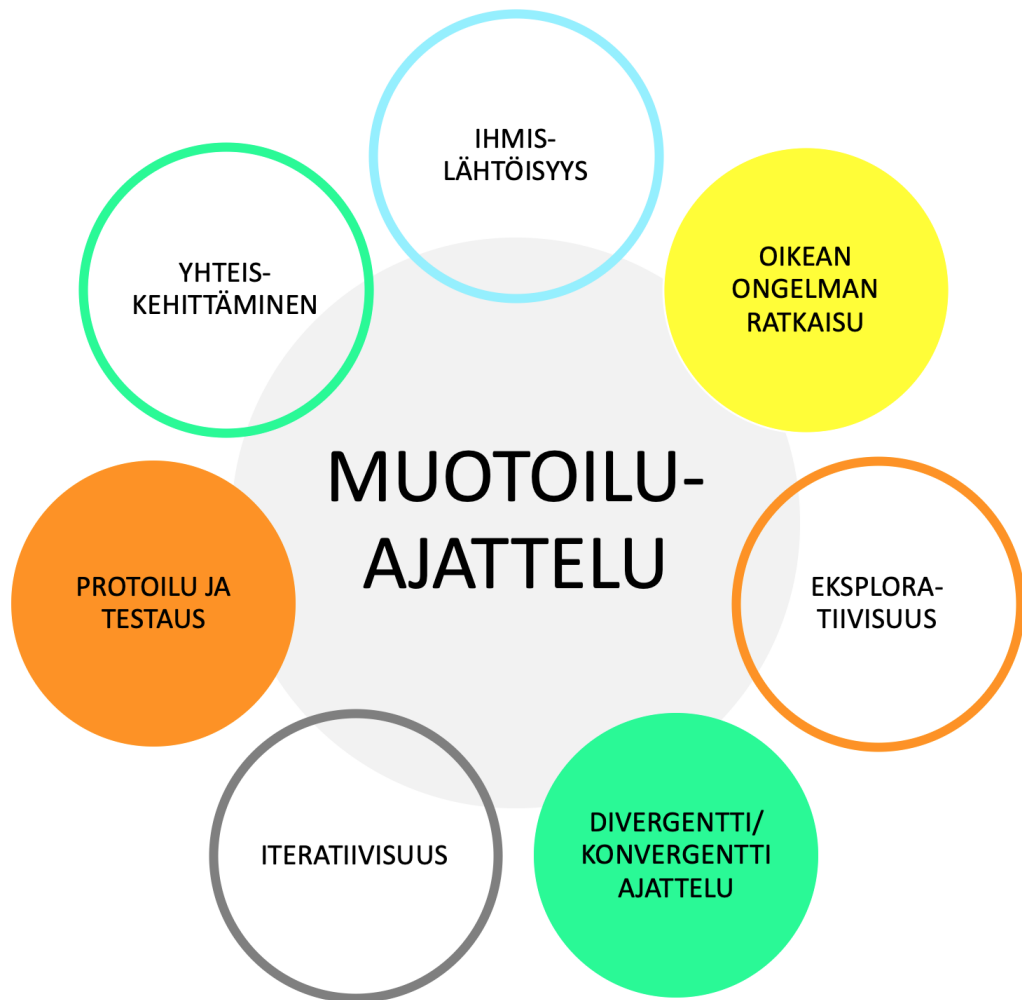 IHMIS-
LÄHTÖISYYS
OIKEAN
ONGELMAN
RATKAISU
EKSPLORA-
TIIVISUUS
DIVERGENTTI/
KONVERGENTTI
AJATTELU
ITERATIIVISUUS
PROTOILU JA
TESTAUS
YHTEIS-
KEHITTÄMINEN
MUOTOILU-
AJATTELU